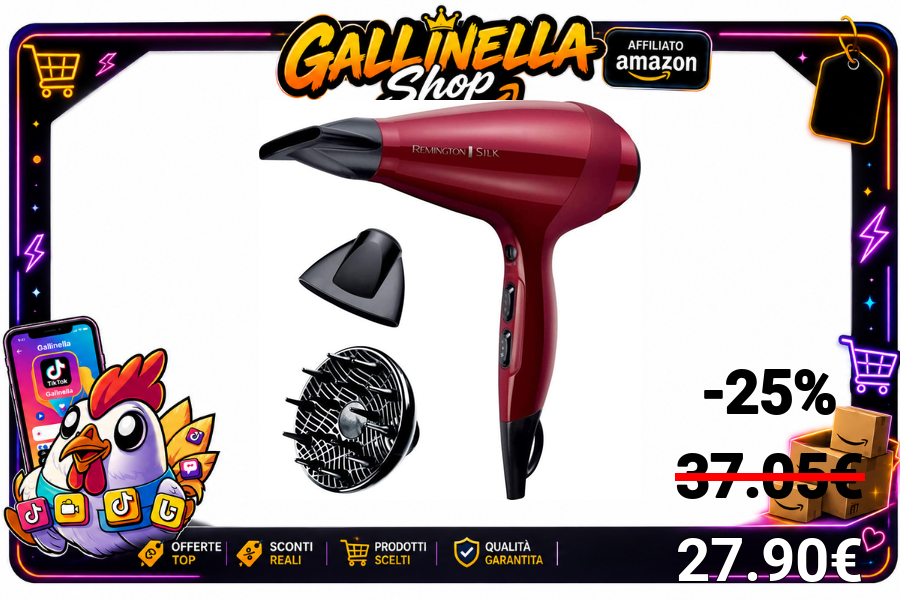 GALLINELLA
Shop
AFFILIATO
amazon
REMINGTON SILK
Gallinella
TikTok
Gallinella
-25%
37.05€
27.90€
OFFERTE
TOP
SCONTI
REALI
PRODOTTI
SCELTI
QUALITÀ
GARANTITA